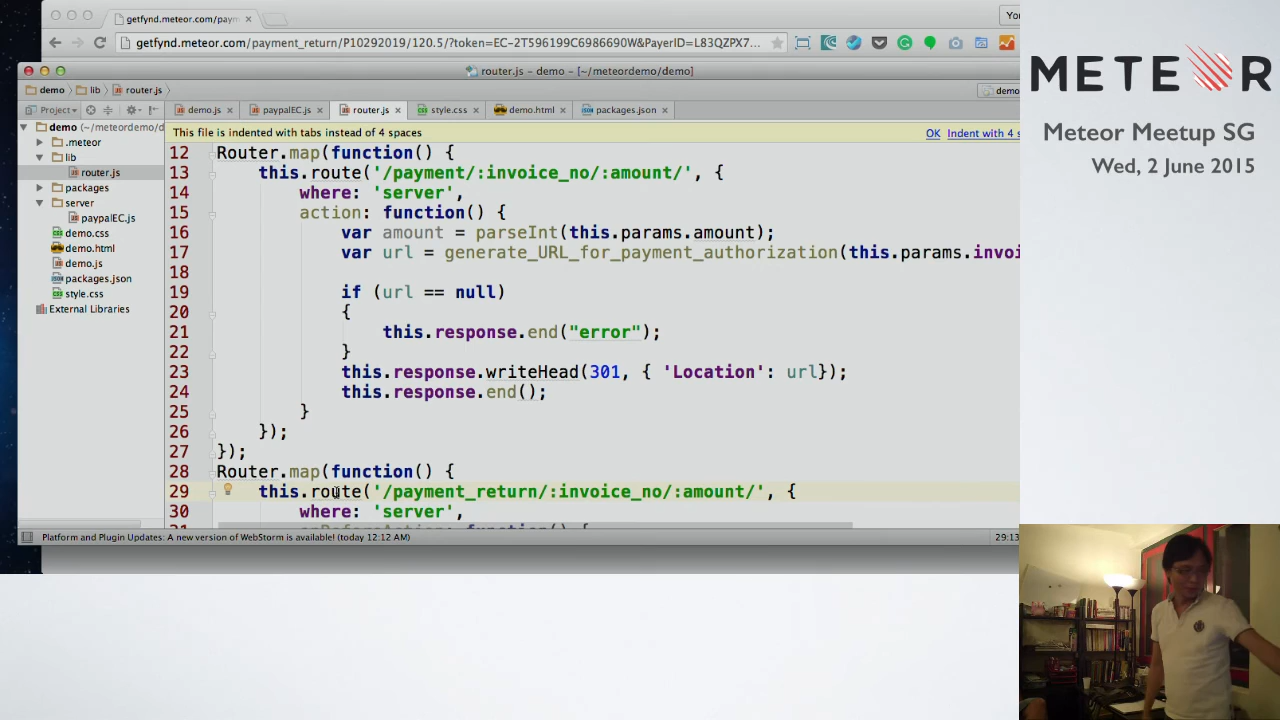 getfynd.meteor.com/paym
You
getfynd.meteor.com/payment_return/P10292019/120.5/?token=EC-2T596199C6986690W&PayerID=L83QZPX7...
router.js - demo - [~/meteordemo/demo]
demo lib router.js
demo
Project
demo.js paypalEC.js router.js style.css demo.html packages.json
This file is indented with tabs instead of 4 spaces
OK Indent with 4 s
demo (~/meteordemo/d
.meteor
lib
router.js
packages
server
paypalEC.js
demo.css
demo.html
demo.js
packages.json
style.css
External Libraries
12 Router.map(function() {
13 this.route('/payment/:invoice_no/:amount/', {
14 where: 'server',
15 action: function() {
16 var amount = parseInt(this.params.amount);
17 var url = generate_URL_for_payment_authorization(this.params.invoi
18
19 if (url == null)
20 {
21 this.response.end("error");
22 }
23 this.response.writeHead(301, { 'Location': url});
24 this.response.end();
25 }
26 });
27 });
28 Router.map(function() {
29 this.route('/payment_return/:invoice_no/:amount/', {
30 where: 'server',
31 onBeforeAction: function() {
Platform and Plugin Updates: A new version of WebStorm is available! (today 12:12 AM)
29:13
METEOR
Meteor Meetup SG
Wed, 2 June 2015